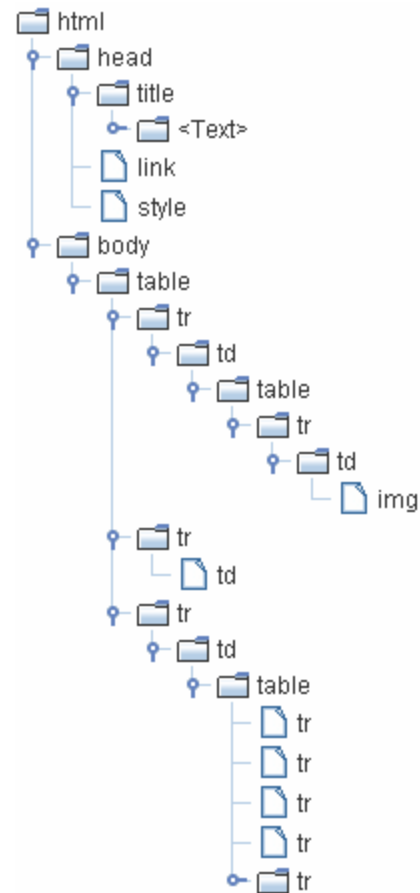 html
head
title
<Text>
link
style
body
table
tr
td
table
tr
td
img
tr
td
tr
td
table
tr
tr
tr
tr
tr